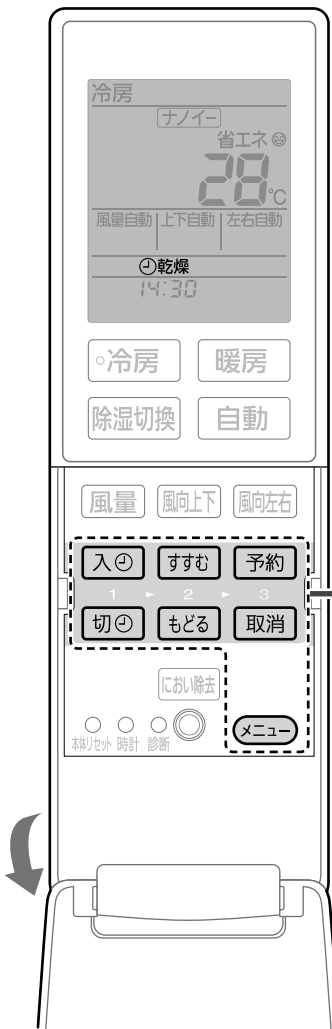 冷房
ナノイー
省エネ
28℃
風量自動 上下自動 左右自動
乾燥
14:30
冷房 暖房
除湿切換 自動
風量 風向上下 風向左右
入 すすむ 予約
1 2 3
切 もどる 取消
におい除去
メニュー
本体リセット 時計 診断